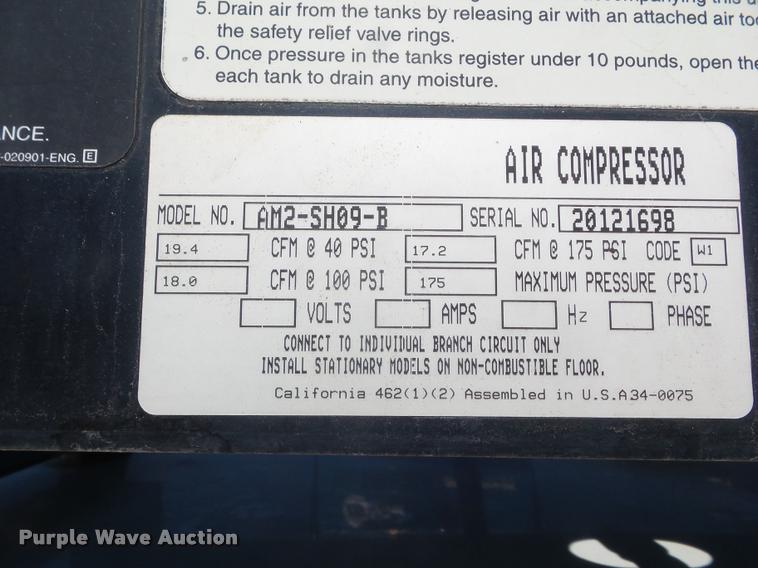 5. Drain air from the tanks by releasing air with an attached air
the safety relief valve rings.
6. Once pressure in the tanks register under 10 pounds, open the
each tank to drain any moisture.
NCE.
-020901-ENG. E
AIR COMPRESSOR
MODEL NO. AM2-SH09-B SERIAL NO. 20121698
19.4 CFM @ 40 PSI 17.2 CFM @ 175 PSI CODE W1
18.0 CFM @ 100 PSI 175 MAXIMUM PRESSURE (PSI)
VOLTS AMPS Hz PHASE
CONNECT TO INDIVIDUAL BRANCH CIRCUIT ONLY
INSTALL STATIONARY MODELS ON NON-COMBUSTIBLE FLOOR.
California 462(1)(2) Assembled in U.S.A34-0075
Purple Wave Auction